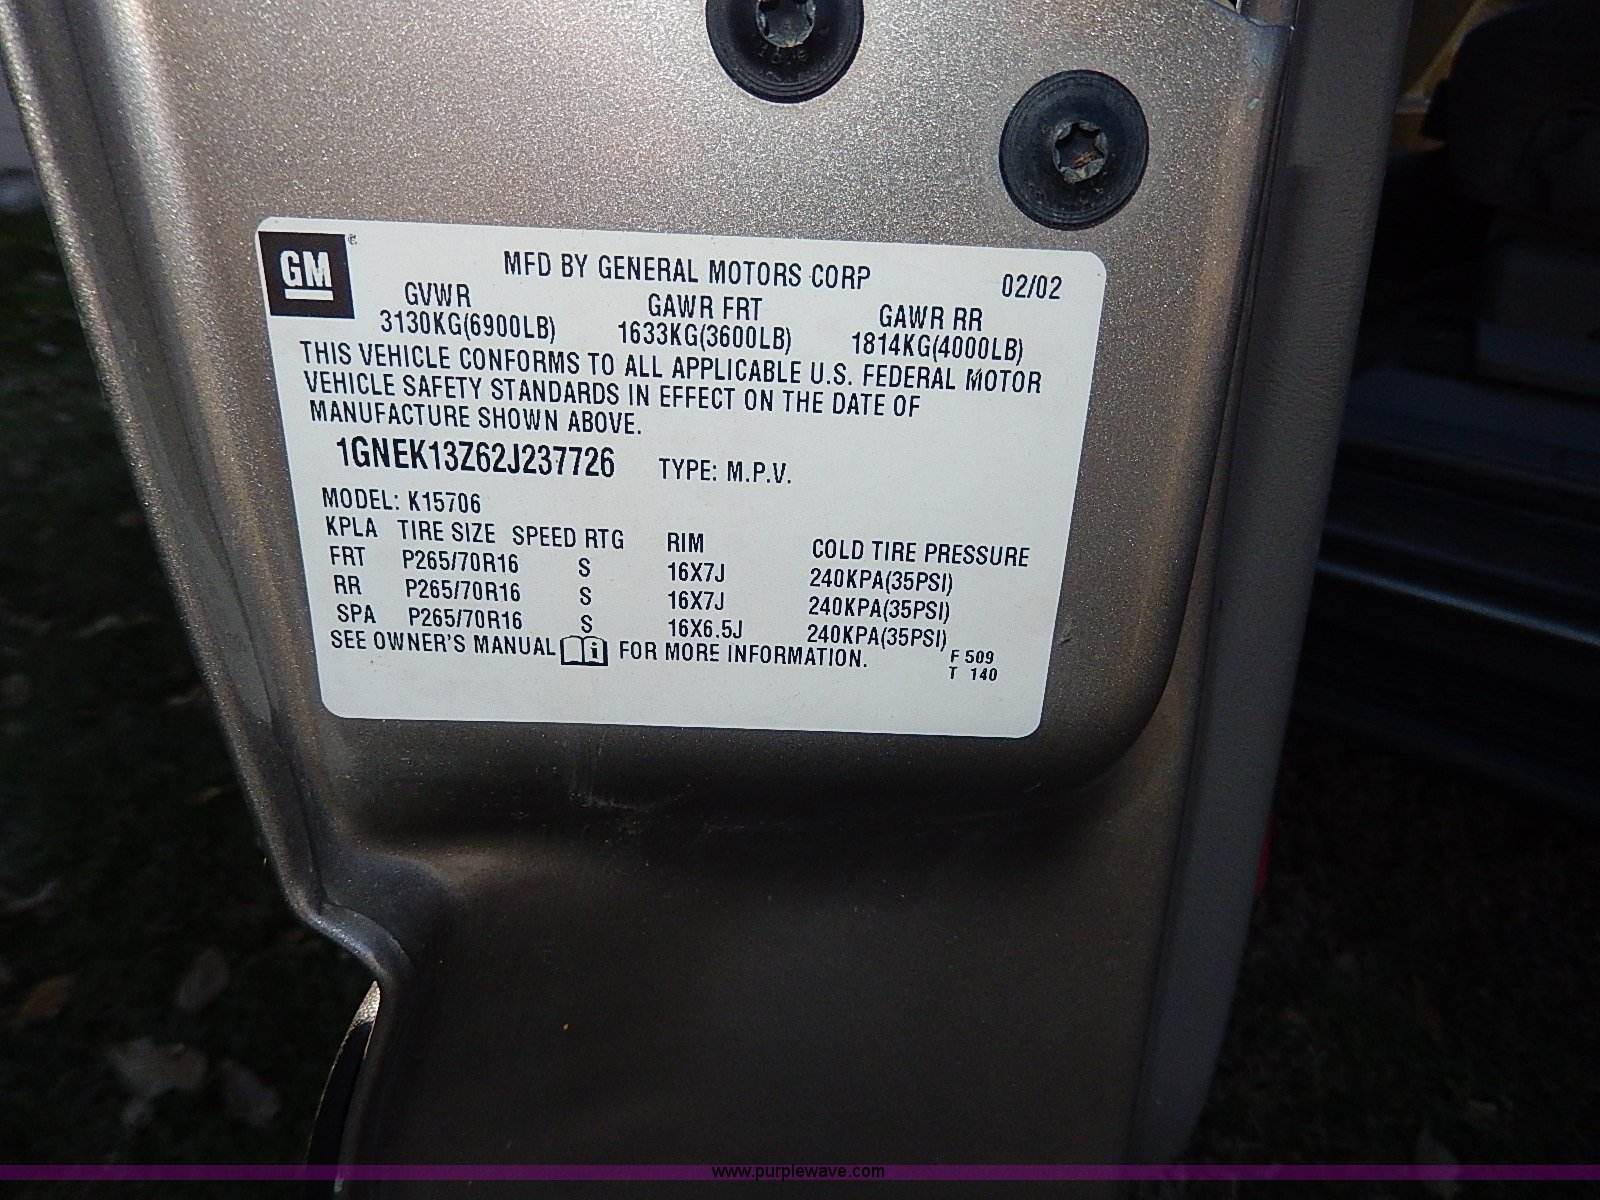 GM
MFD BY GENERAL MOTORS CORP 02/02
GVWR GAWR FRT GAWR RR
3130KG(6900LB) 1633KG(3600LB) 1814KG(4000LB)
THIS VEHICLE CONFORMS TO ALL APPLICABLE U.S. FEDERAL MOTOR
VEHICLE SAFETY STANDARDS IN EFFECT ON THE DATE OF
MANUFACTURE SHOWN ABOVE.
1GNEK13Z62J237726 TYPE: M.P.V.
MODEL: K15706
KPLA TIRE SIZE SPEED RTG RIM COLD TIRE PRESSURE
FRT P265/70R16 S 16X7J 240KPA(35PSI)
RR P265/70R16 S 16X7J 240KPA(35PSI)
SPA P265/70R16 S 16X6.5J 240KPA(35PSI)
SEE OWNER'S MANUAL i FOR MORE INFORMATION.
F 509
T 140
www.purplewave.com